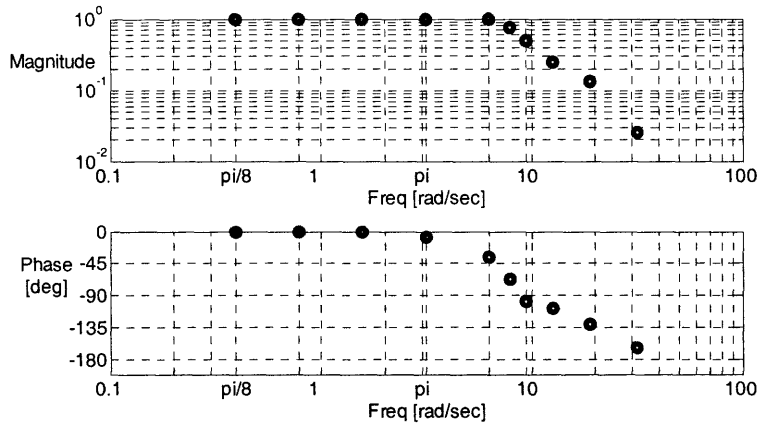 10^0
Magnitude
10^-1
10^-2
0.1 pi/8 1 pi 10 100
Freq [rad/sec]
0
-45
Phase
[deg]
-90
-135
-180
0.1 pi/8 1 pi 10 100
Freq [rad/sec]